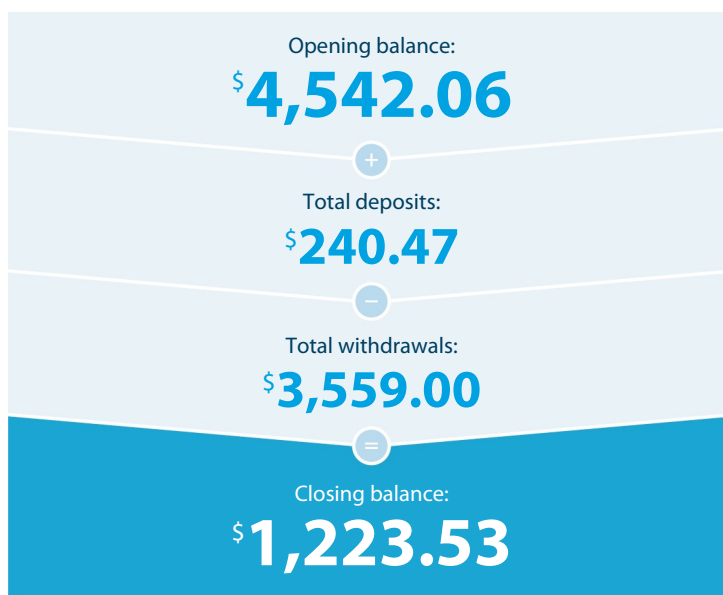 Opening balance:
$4,542.06
+
Total deposits:
$240.47
−
Total withdrawals:
$3,559.00
=
Closing balance:
$1,223.53